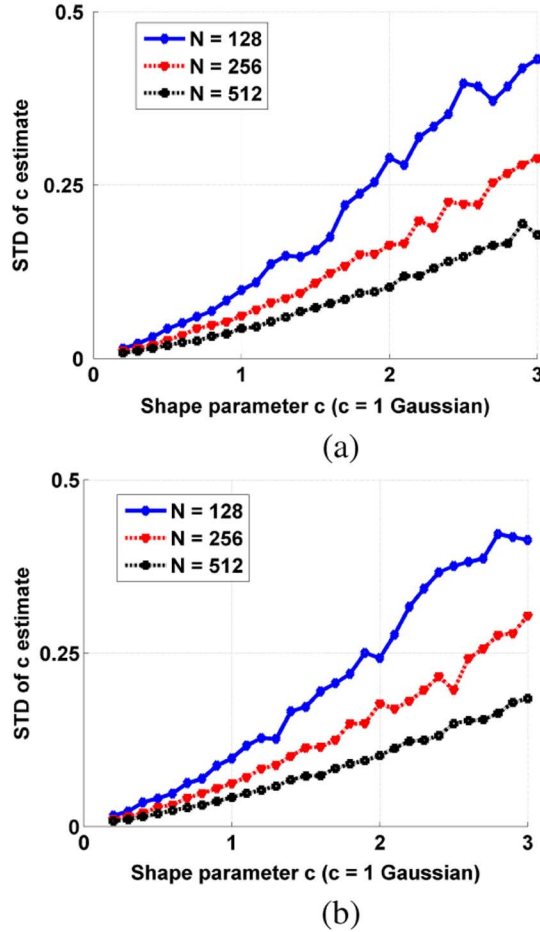 0.5
N = 128
N = 256
N = 512
STD of c estimate
0.25
0
0 1 2 3
Shape parameter c (c = 1 Gaussian)
(a)
0.5
N = 128
N = 256
N = 512
STD of c estimate
0.25
0
0 1 2 3
Shape parameter c (c = 1 Gaussian)
(b)